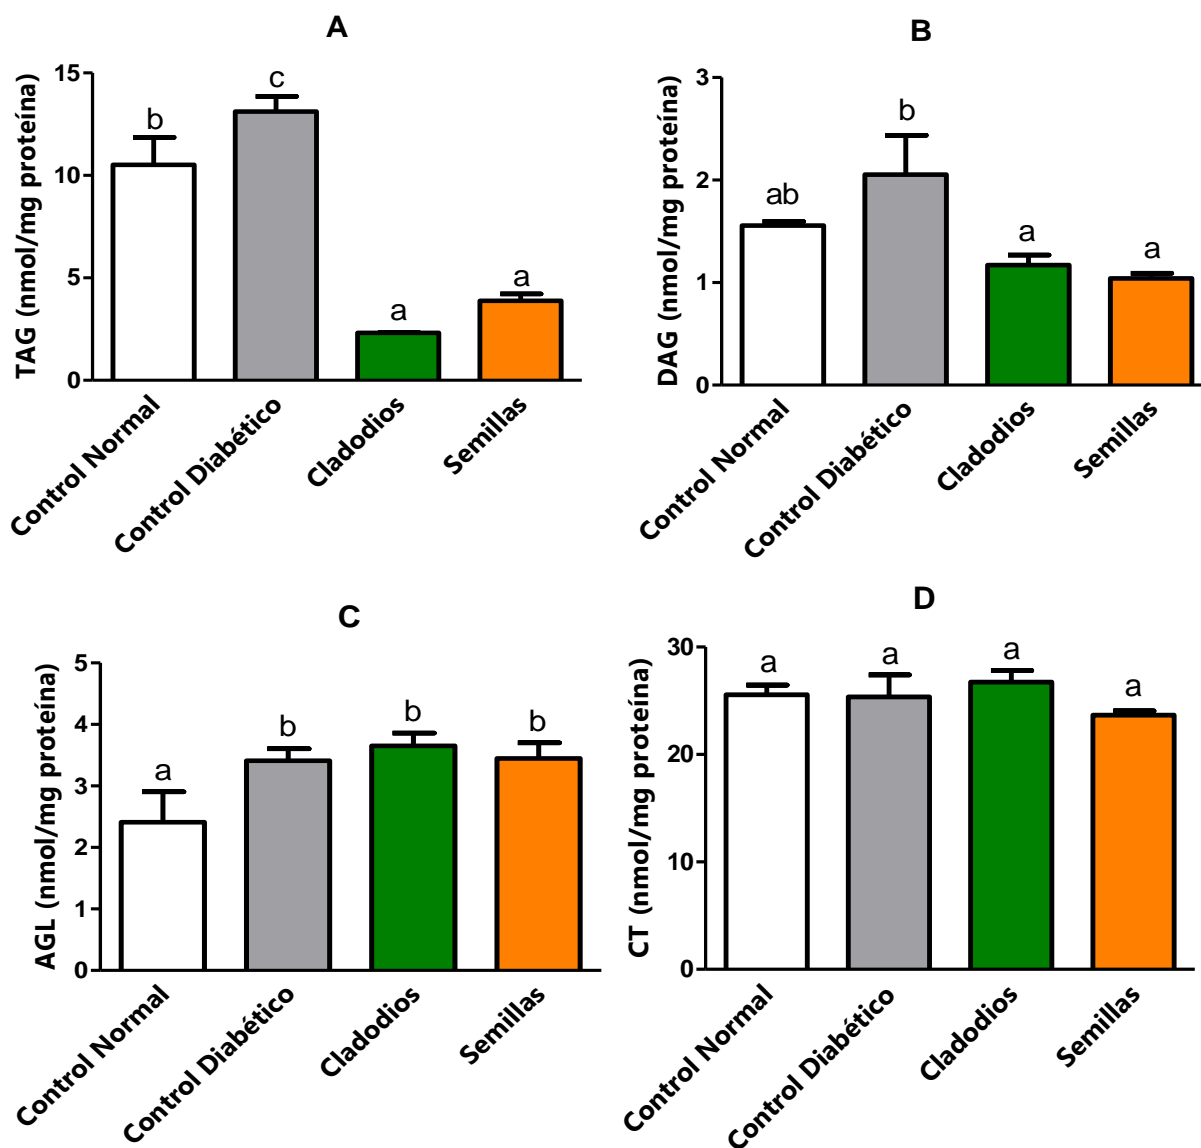 A
TAG (nmol/mg proteína)
15
10
5
0
b
c
a
a
Control Normal
Control Diabético
Cladodios
Semillas
B
DAG (nmol/mg proteína)
3
2
1
0
ab
b
a
a
Control Normal
Control Diabético
Cladodios
Semillas
C
AGL (nmol/mg proteína)
5
4
3
2
1
0
a
b
b
b
Control Normal
Control Diabético
Cladodios
Semillas
D
CT (nmol/mg proteína)
30
20
10
0
a
a
a
a
Control Normal
Control Diabético
Cladodios
Semillas